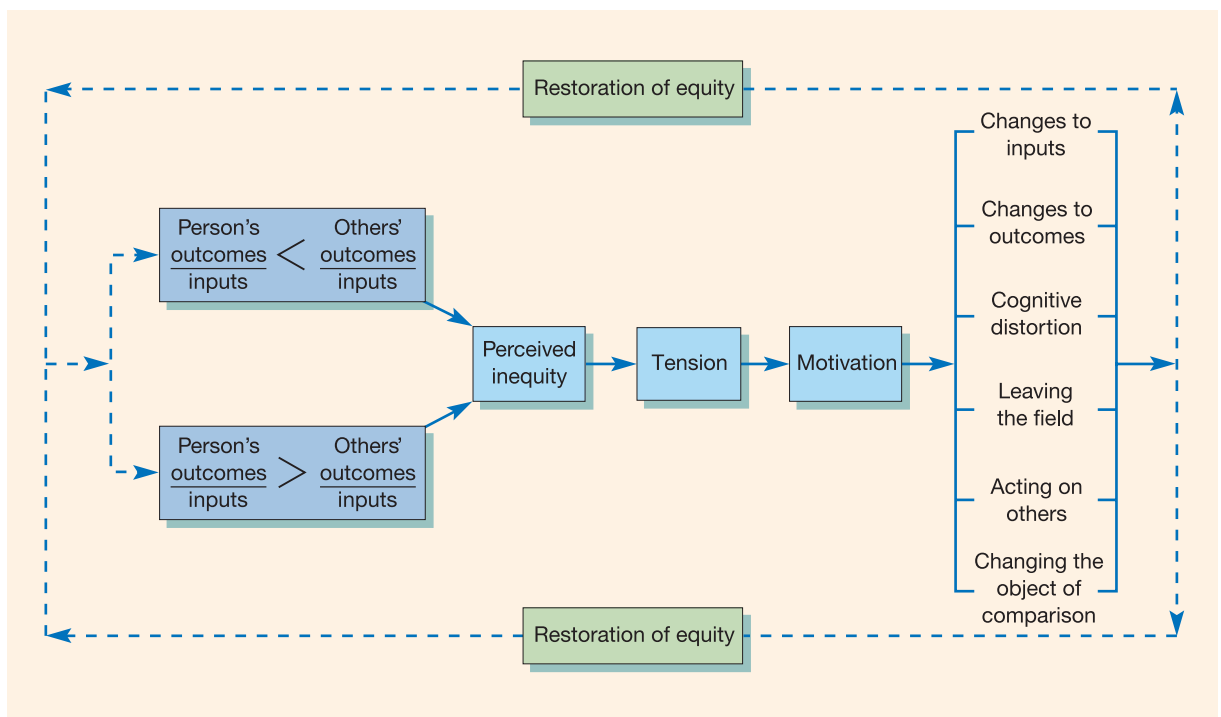 Restoration of equity
Changes to
inputs
Person’s Others’
outcomes < outcomes
inputs inputs
Changes to
outcomes
Cognitive
distortion
Perceived
inequity
Tension
Motivation
Leaving
the field
Person’s Others’
outcomes > outcomes
inputs inputs
Acting on
others
Changing the
object of
comparison
Restoration of equity